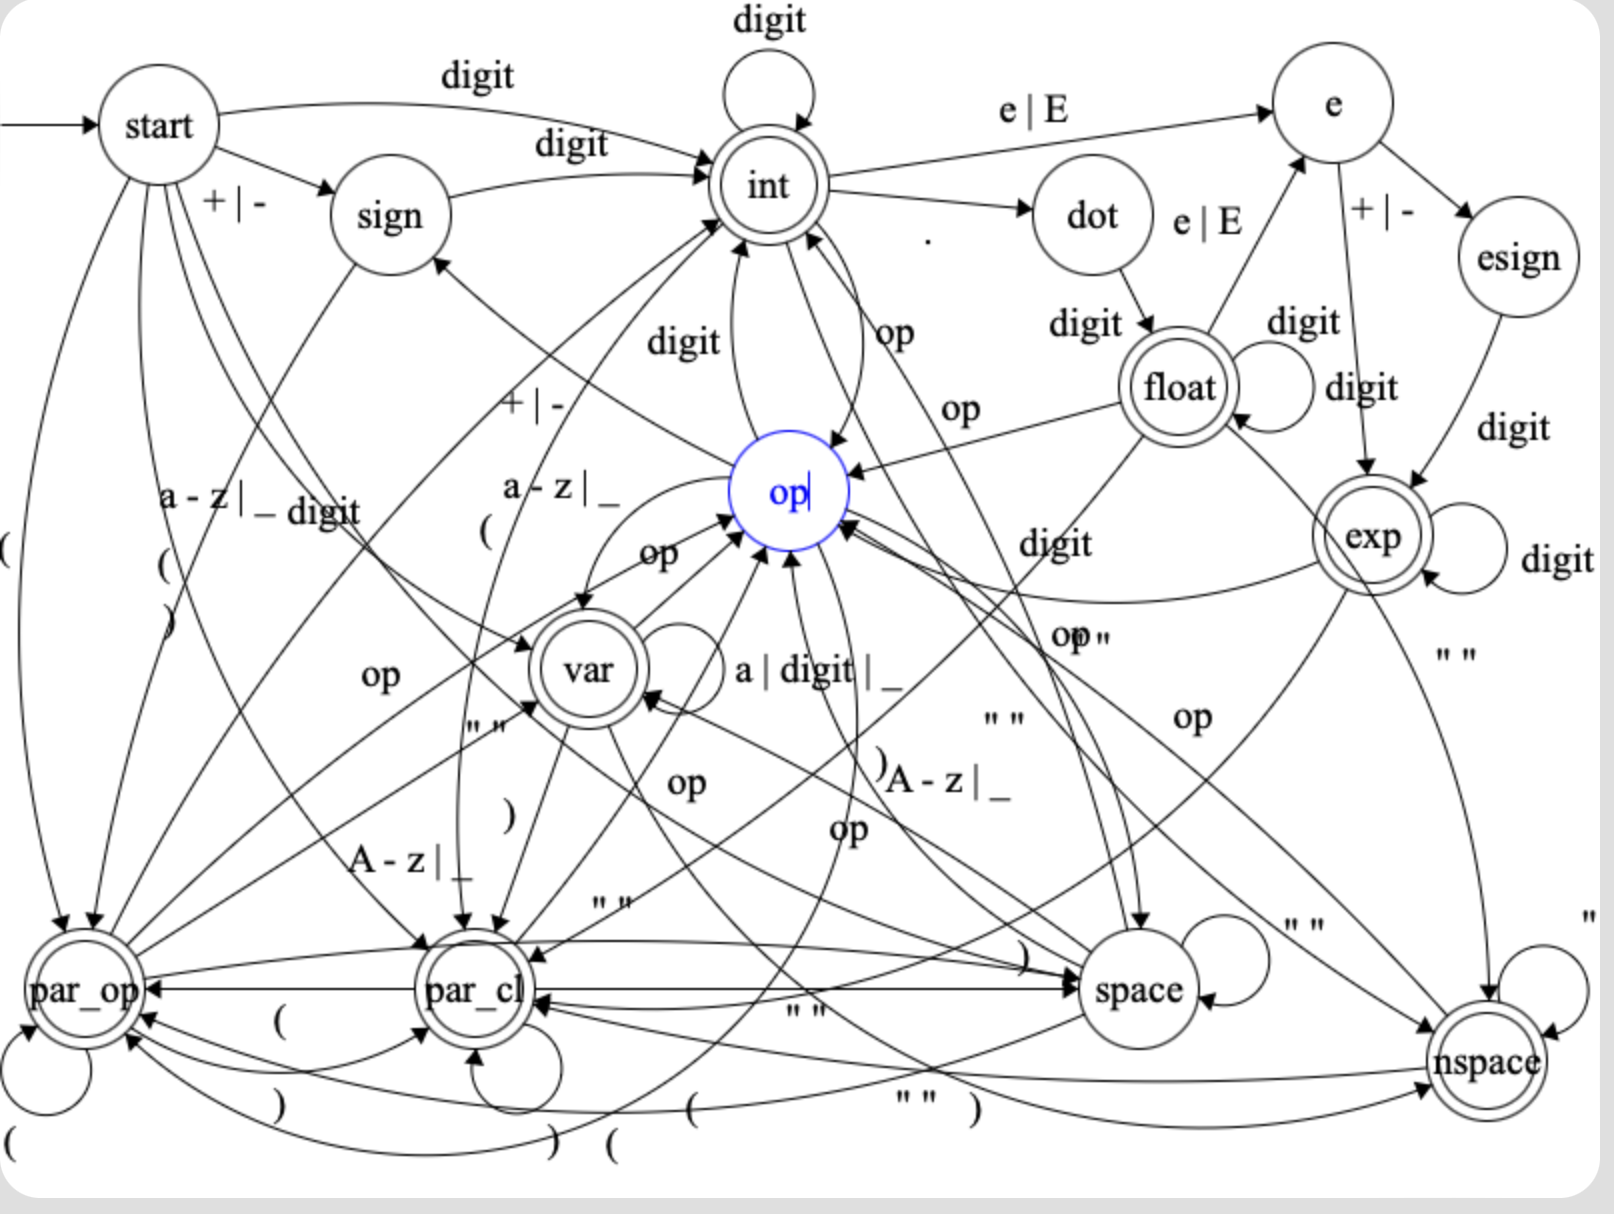 digit
digit
e | E
e
start
digit
int
+ | -
sign
dot
e | E
+ | -
.
esign
digit
op
digit
digit
float
digit
+ | -
op
digit
a - z | _
digit
a - z | _
op
(
(
digit
exp
(
op
digit
)
op
" "
" "
op
var
a | digit | _
" "
" "
op
)
op
A - z | _
)
op
A - z | _
" "
" "
"
)
par_op
par_cl
space
(
" "
nspace
)
(
" "
)
(
)
(